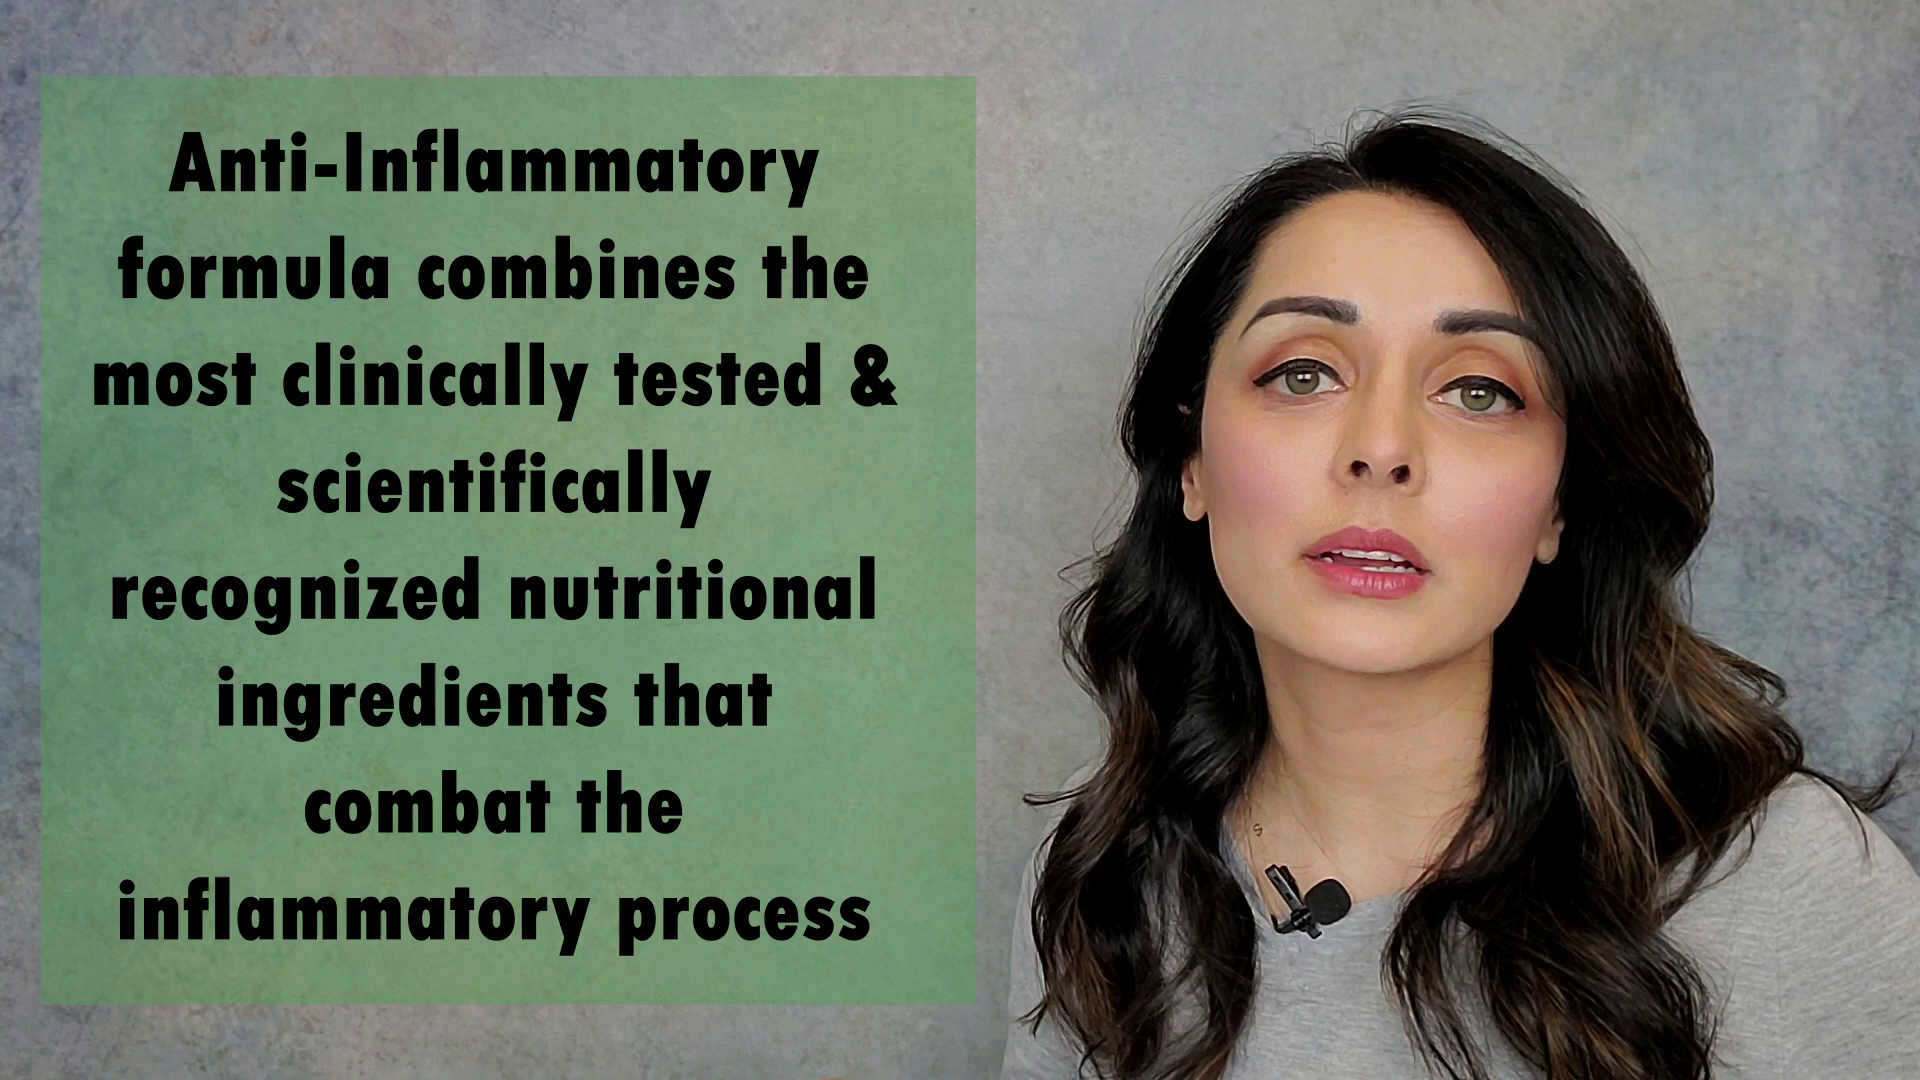 Anti-Inflammatory
formula combines the
most clinically tested &
scientifically
recognized nutritional
ingredients that
combat the
inflammatory process